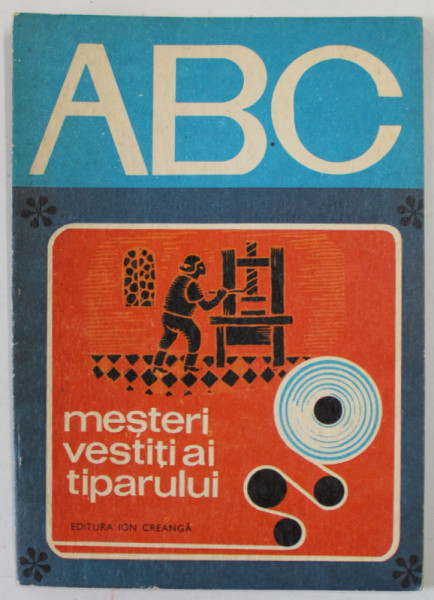 ABC
meșteri
vestiți ai
tiparului
EDITURA ION CREANGĂ